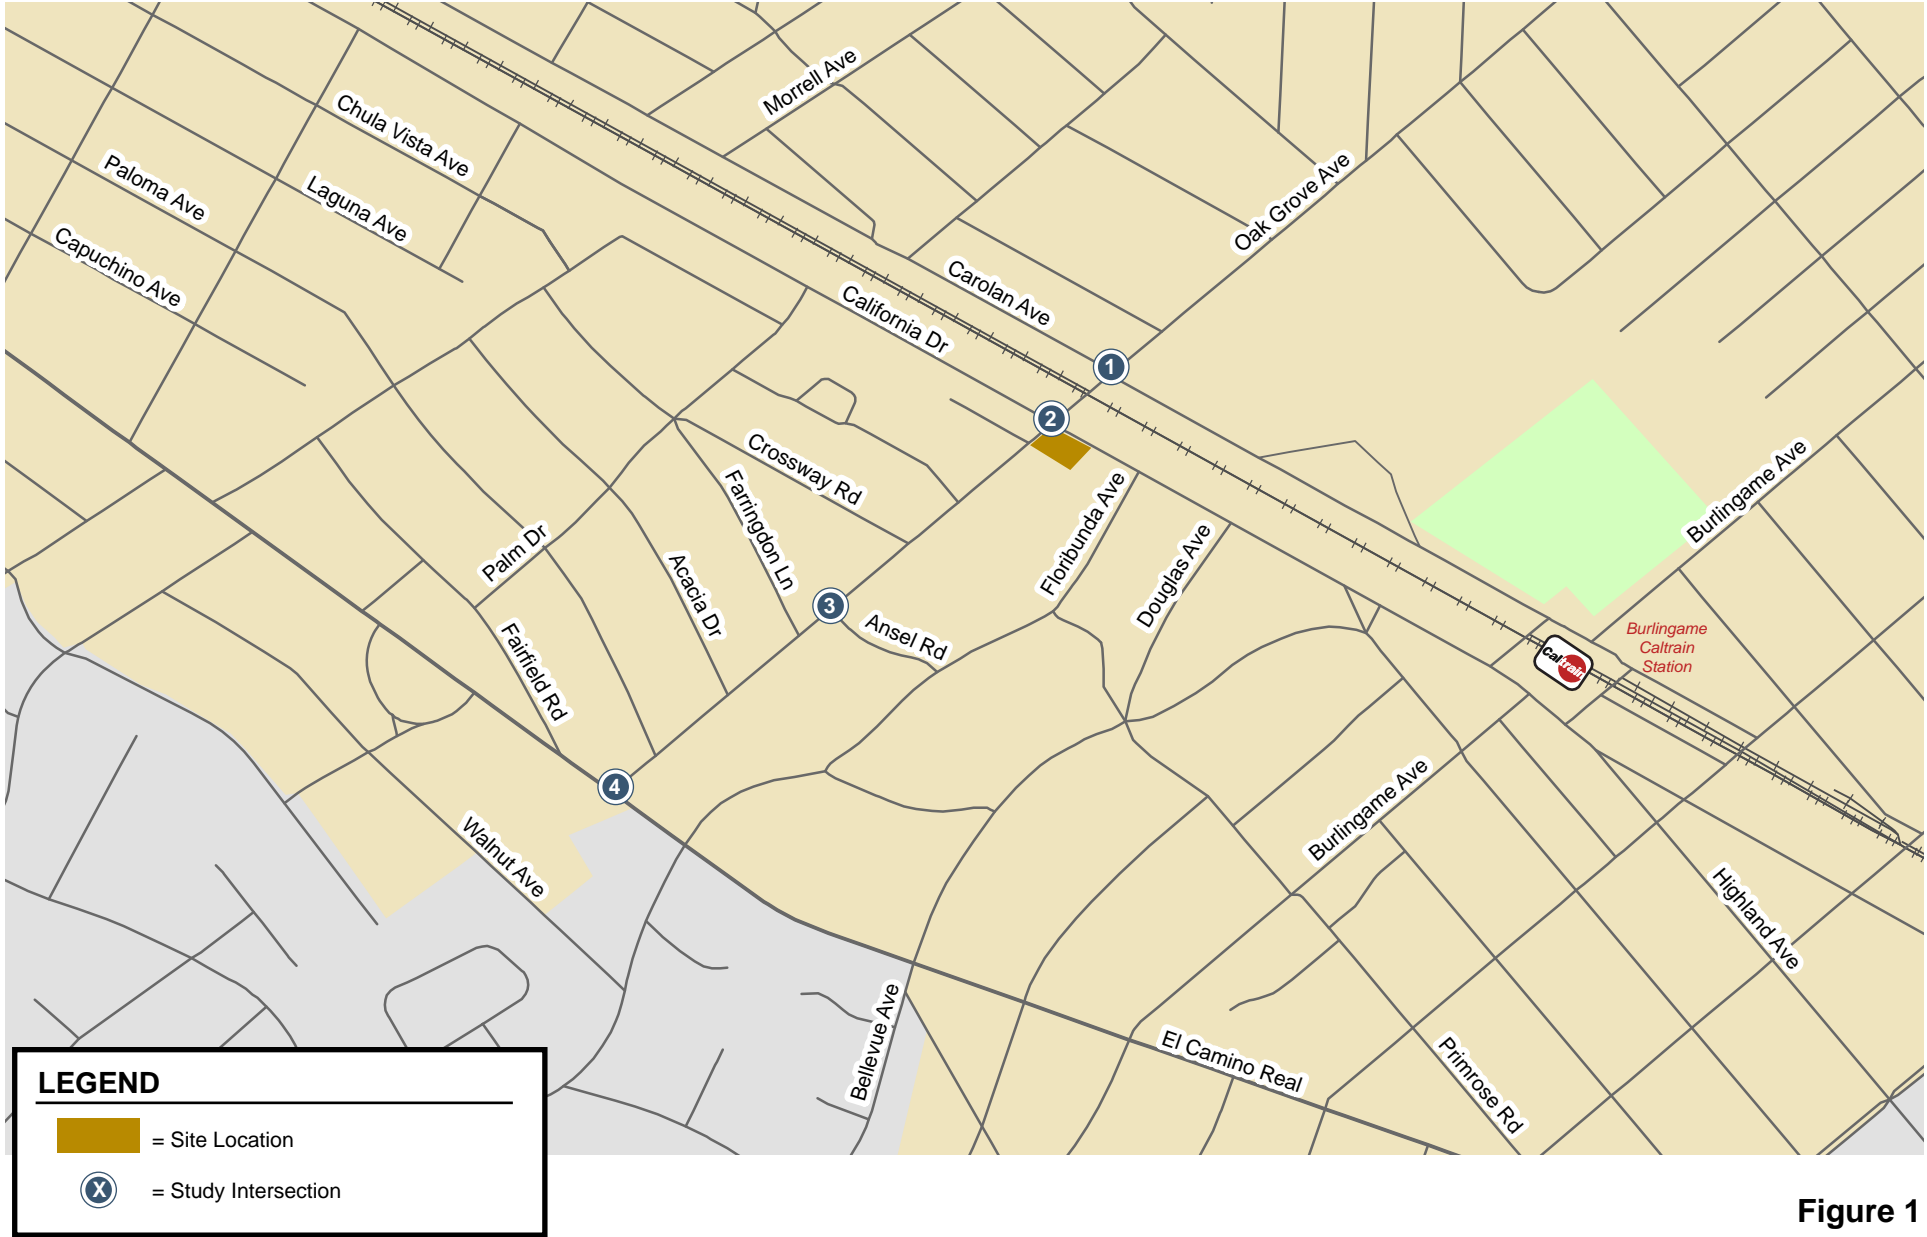 Morrell Ave
Chula Vista Ave
Paloma Ave
Laguna Ave
Capuchino Ave
Oak Grove Ave
Carolan Ave
California Dr
1
2
Crossway Rd
Farringdon Ln
Floribunda Ave
Burlingame Ave
Palm Dr
Acacia Dr
Douglas Ave
3
Ansel Rd
Fairfield Rd
Burlingame
Caltrain
Station
Caltrain
4
Walnut Ave
Burlingame Ave
Highland Ave
Bellevue Ave
El Camino Real
Primrose Rd
LEGEND
= Site Location
X
= Study Intersection
Figure 1